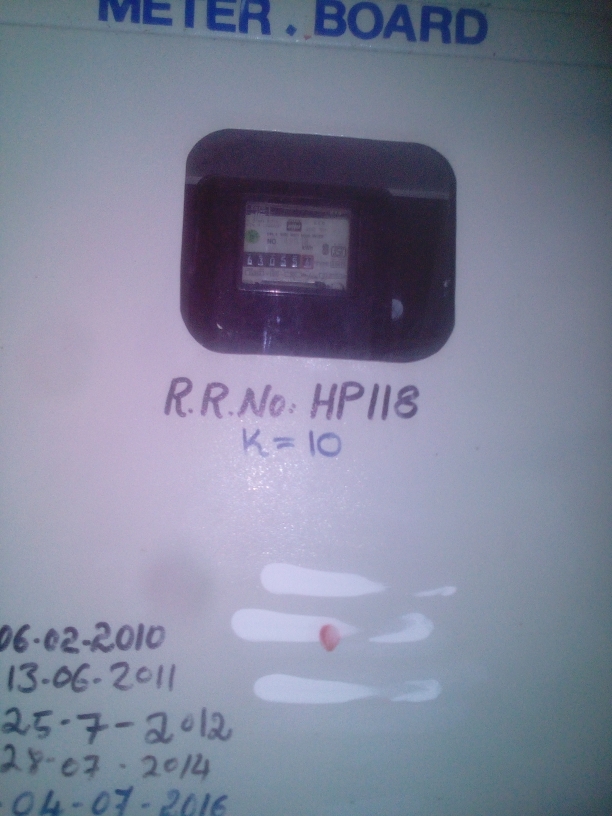 METER . BOARD
R.R.No: HP118
K = 10
06-02-2010
13-06-2011
25-7-2012
28-07-2014
04-07-2016